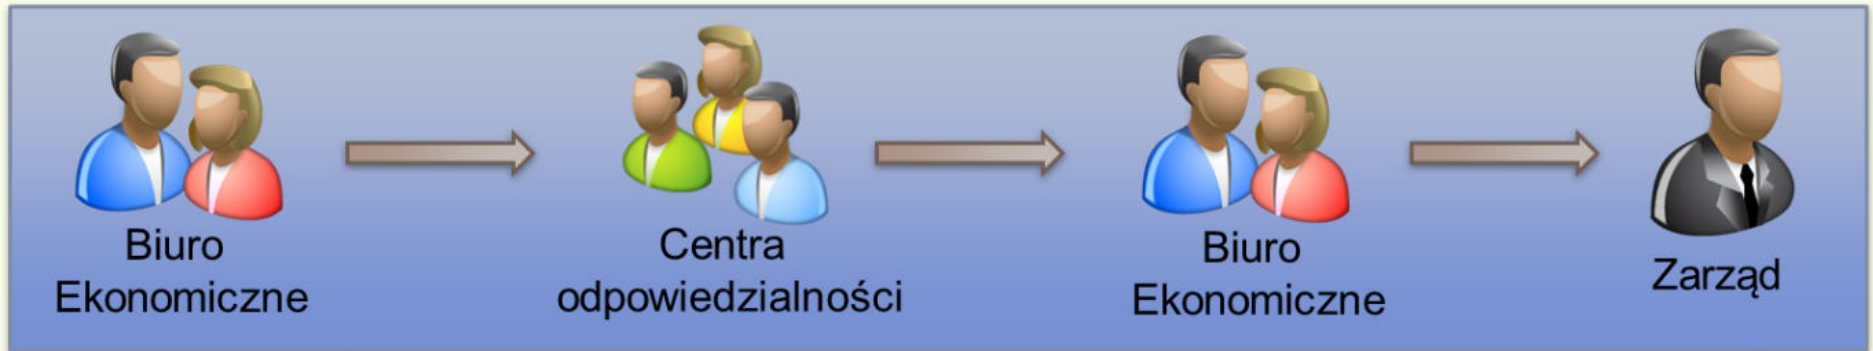 Biuro
Ekonomiczne
Centra
odpowiedzialności
Biuro
Ekonomiczne
Zarząd